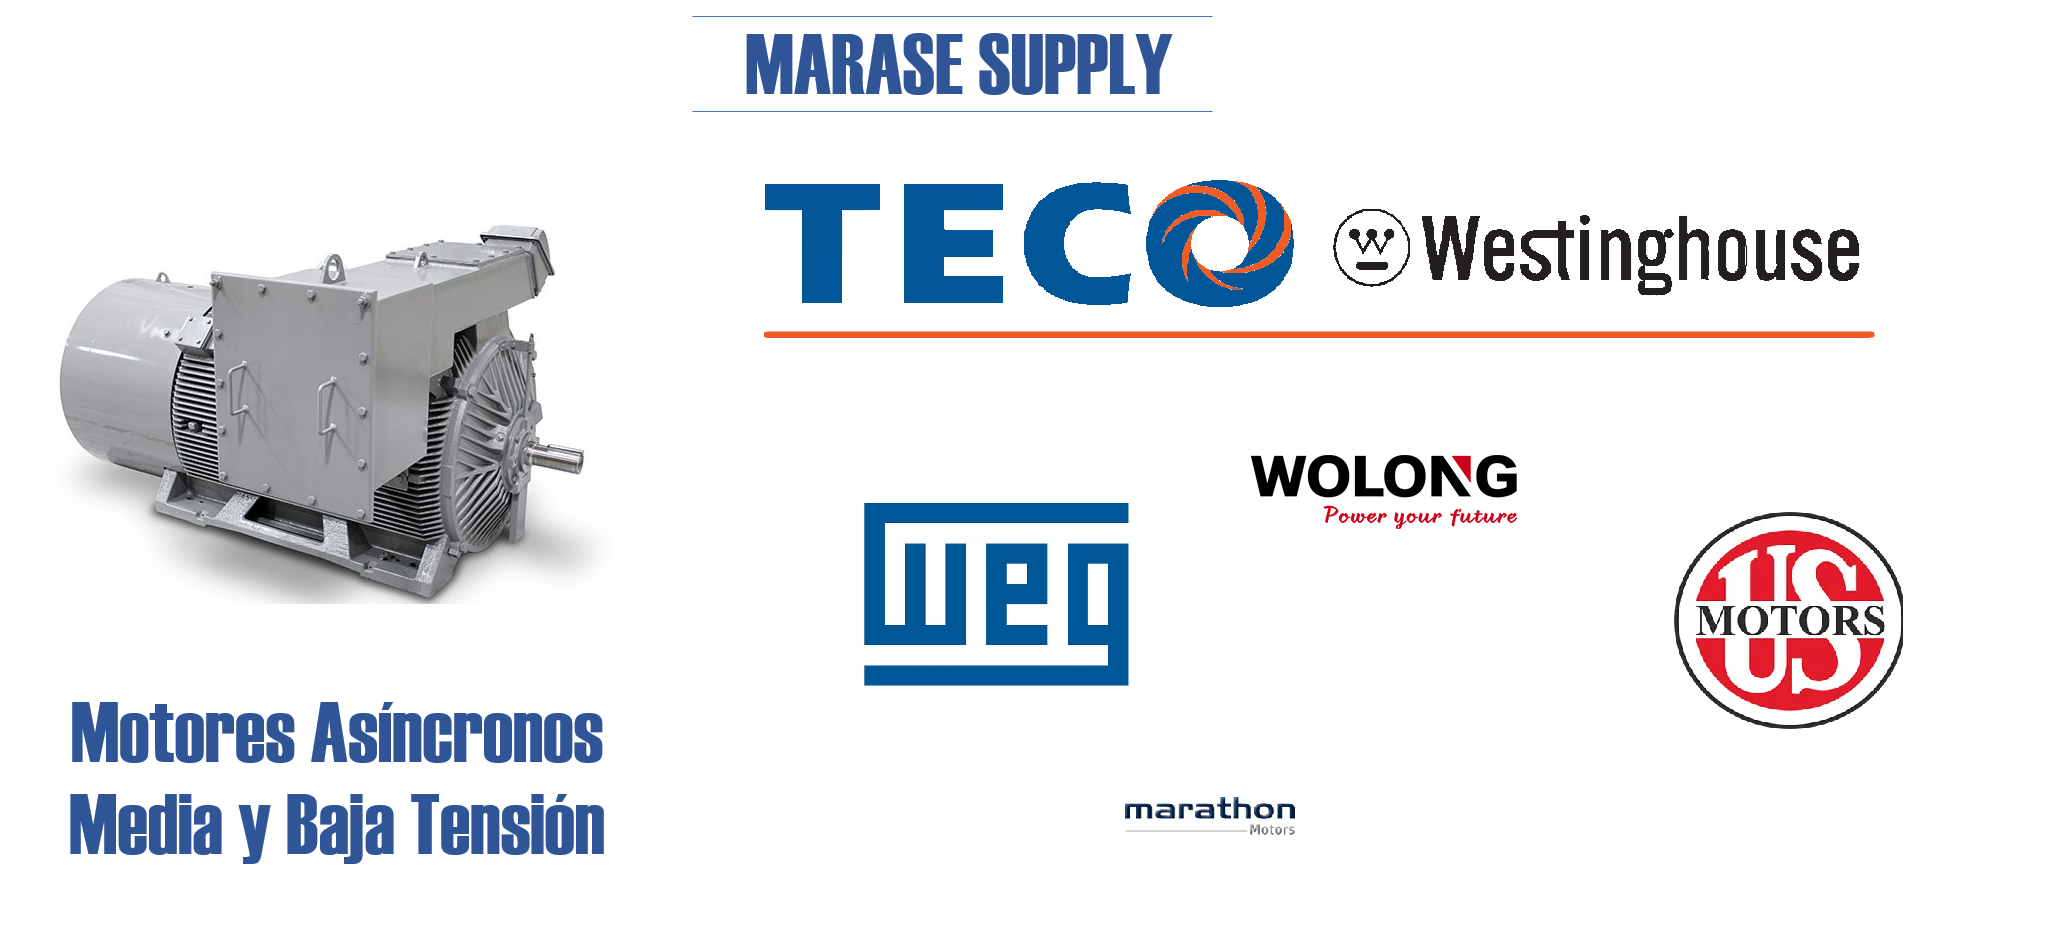 MARASE SUPPLY
TECO W Westinghouse
WOLONG
Power your future
weg
US
MOTORS
marathon
Motors
Motores Asíncronos
Media y Baja Tensión